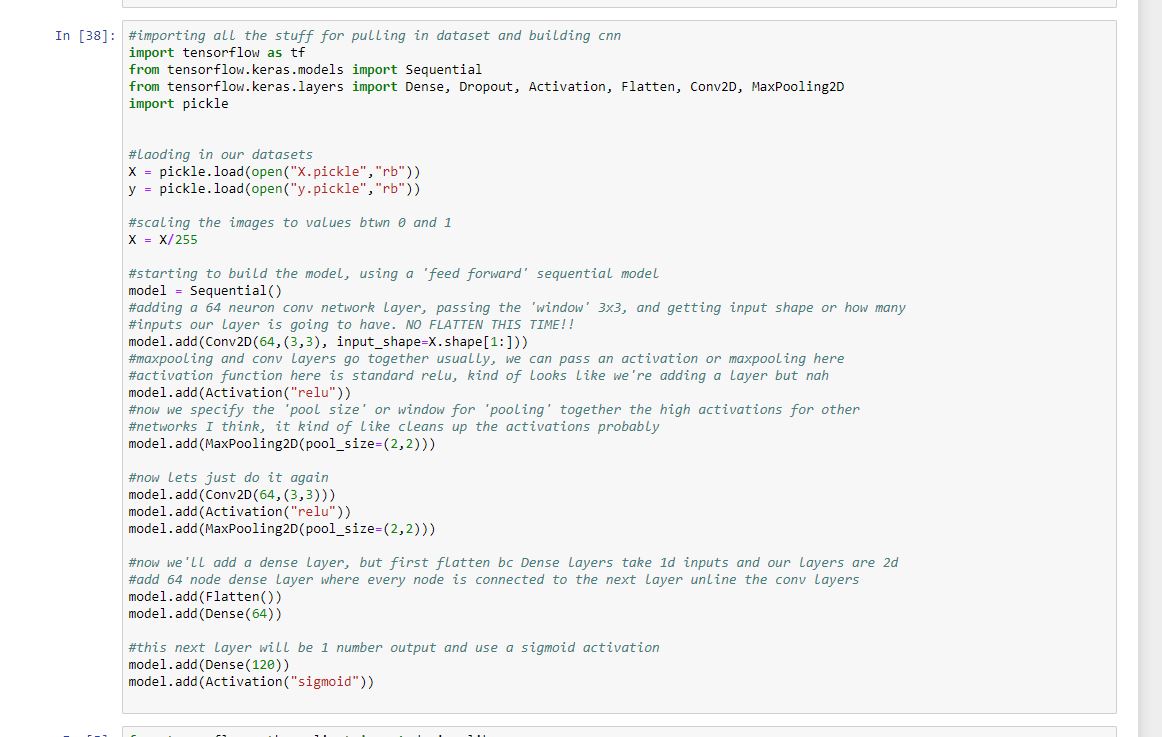 In [38]:
#importing all the stuff for pulling in dataset and building cnn
import tensorflow as tf
from tensorflow.keras.models import Sequential
from tensorflow.keras.layers import Dense, Dropout, Activation, Flatten, Conv2D, MaxPooling2D
import pickle
#laoding in our datasets
X = pickle.load(open("X.pickle","rb"))
y = pickle.load(open("y.pickle","rb"))
#scaling the images to values btwn 0 and 1
X = X/255
#starting to build the model, using a 'feed forward' sequential model
model = Sequential()
#adding a 64 neuron conv network layer, passing the 'window' 3x3, and getting input shape or how many
#inputs our layer is going to have. NO FLATTEN THIS TIME!!
model.add(Conv2D(64,(3,3), input_shape=X.shape[1:]))
#maxpooling and conv layers go together usually, we can pass an activation or maxpooling here
#activation function here is standard relu, kind of looks like we're adding a layer but nah
model.add(Activation("relu"))
#now we specify the 'pool size' or window for 'pooling' together the high activations for other
#networks I think, it kind of like cleans up the activations probably
model.add(MaxPooling2D(pool_size=(2,2)))
#now lets just do it again
model.add(Conv2D(64,(3,3)))
model.add(Activation("relu"))
model.add(MaxPooling2D(pool_size=(2,2)))
#now we'll add a dense layer, but first flatten bc Dense layers take 1d inputs and our layers are 2d
#add 64 node dense layer where every node is connected to the next layer unline the conv layers
model.add(Flatten())
model.add(Dense(64))
#this next layer will be 1 number output and use a sigmoid activation
model.add(Dense(120))
model.add(Activation("sigmoid"))